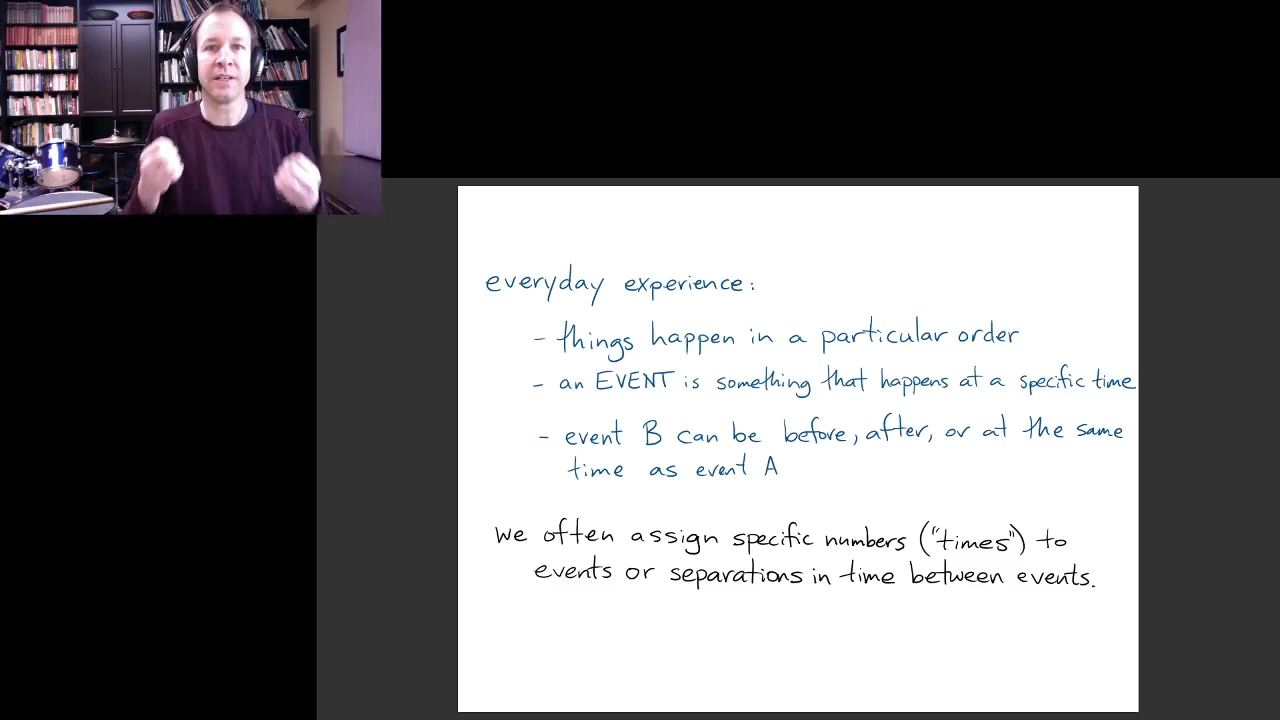 everyday experience:
- things happen in a particular order
- an EVENT is something that happens at a specific time
- event B can be before, after, or at the same
time as event A
we often assign specific numbers ("times") to
events or separations in time between events.